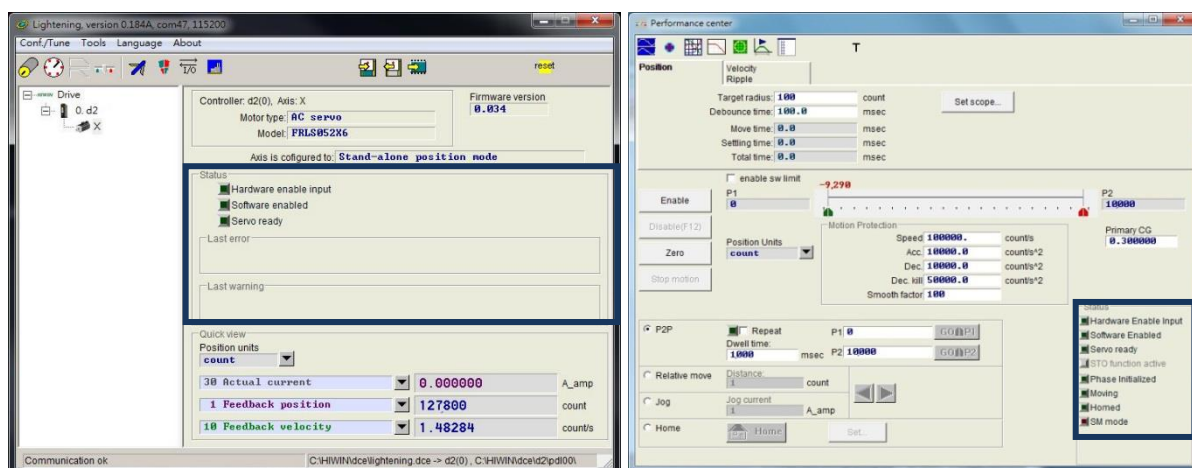 Lightening, version 0.184A, com47, 115200
Conf./Tune Tools Language About
I/O
reset
Drive
0. d2
X
Controller: d2(0), Axis: X
Firmware version
0.034
Motor type: AC servo
Model: FRLS052X6
Axis is cofigured to: Stand-alone position mode
Status
Hardware enable input
Software enabled
Servo ready
Last error
Last warning
Quick view
Position units
count
30 Actual current 0.000000 A_amp
1 Feedback position 127800 count
10 Feedback velocity 1.48284 count/s
Communication ok C:\HIWIN\dce\lightening.dce -> d2(0) , C:\HIWIN\dce\d2\pdl00\
Performance center
T
Position
Velocity
Ripple
Target radius: 100 count
Set scope...
Debounce time: 100.0 msec
Move time: 0.0 msec
Settling time: 0.0 msec
Total time: 0.0 msec
enable sw limit
-9,290
P1
0
P2
10000
Enable
Disable(F12)
Zero
Stop motion
Position Units
count
Motion Protection
Speed 100000. count/s
Acc. 10000.0 count/s^2
Dec. 10000.0 count/s^2
Dec. kill 50000.0 count/s^2
Smooth factor 100
Primary CG
0.300000
P2P
Repeat
P1 0 GO P1
Dwell time:
1,000 msec
P2 10000 GO P2
Relative move
Distance:
1 count
Jog
Jog current
1 A_amp
Home
Home
Set..
Status
Hardware Enable Input
Software Enabled
Servo ready
STO function active
Phase Initialized
Moving
Homed
SM mode